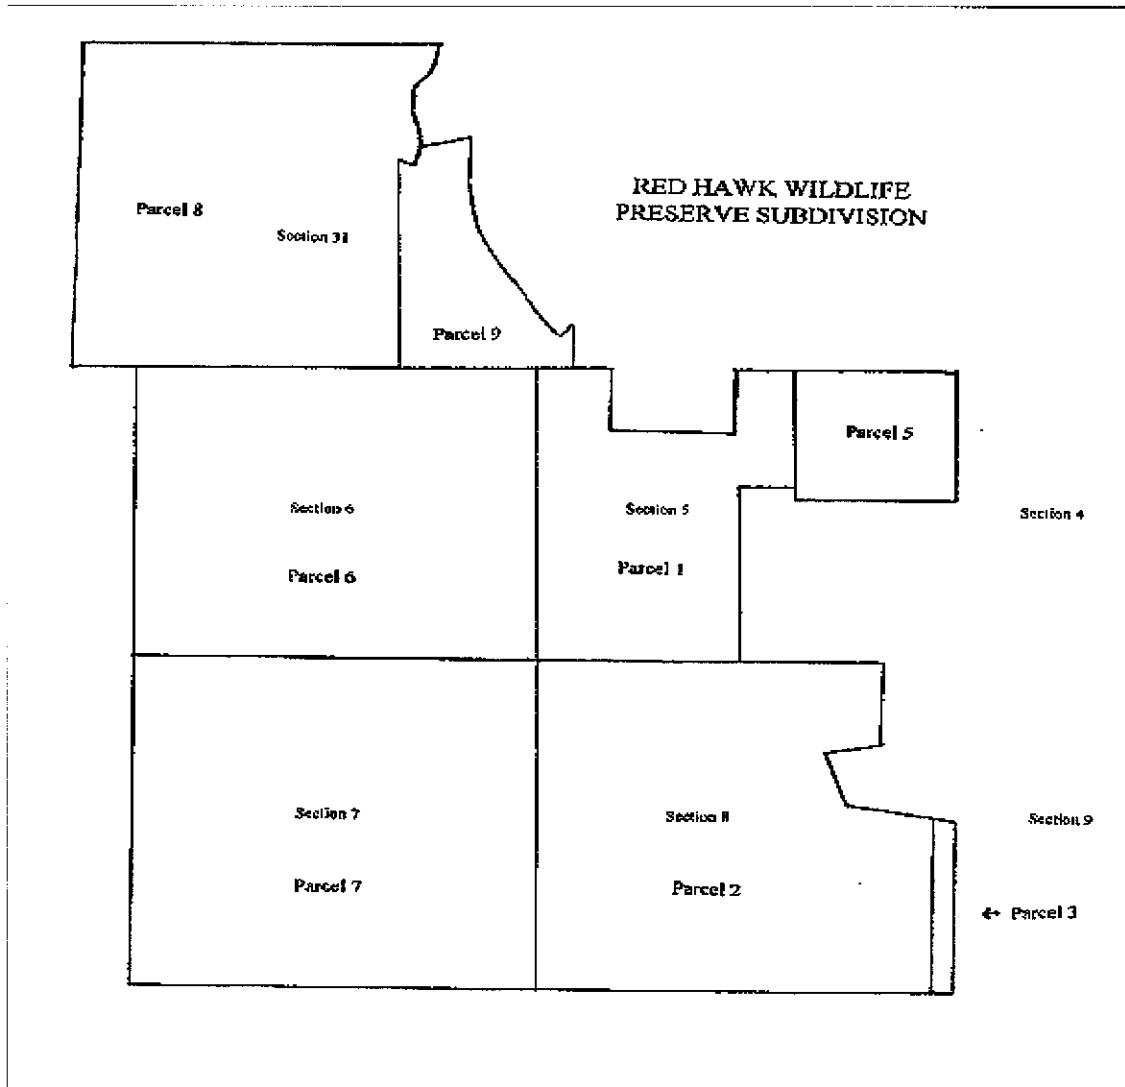 RED HAWK WILDLIFE
PRESERVE SUBDIVISION
Parcel 8
Section 31
Parcel 9
Parcel 5
Section 6
Section 5
Section 4
Parcel 6
Parcel 1
Section 7
Section 8
Section 9
Parcel 7
Parcel 2
← Parcel 3